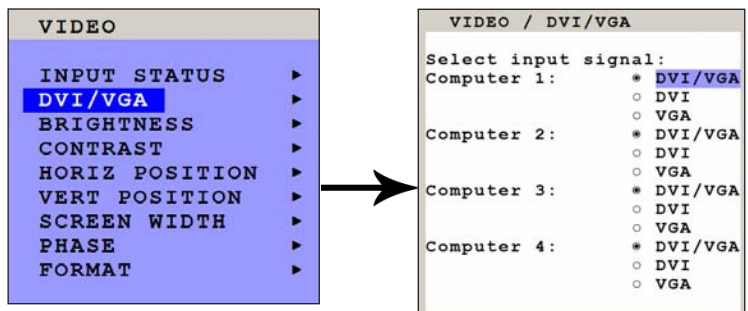 VIDEO
INPUT STATUS
DVI/VGA
BRIGHTNESS
CONTRAST
HORIZ POSITION
VERT POSITION
SCREEN WIDTH
PHASE
FORMAT
VIDEO / DVI/VGA
Select input signal:
Computer 1: DVI/VGA
DVI
VGA
Computer 2: DVI/VGA
DVI
VGA
Computer 3: DVI/VGA
DVI
VGA
Computer 4: DVI/VGA
DVI
VGA